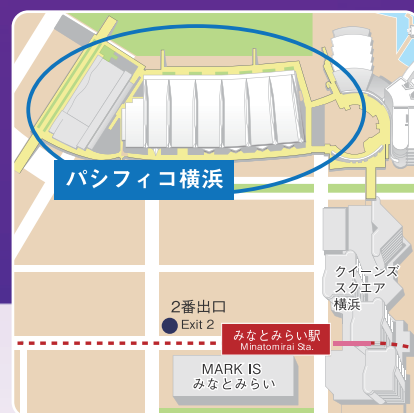 パシフィコ横浜
クイーンズ
スクエア
横浜
2番出口
Exit 2
みなとみらい駅
Minatomirai Sta.
MARK IS
みなとみらい